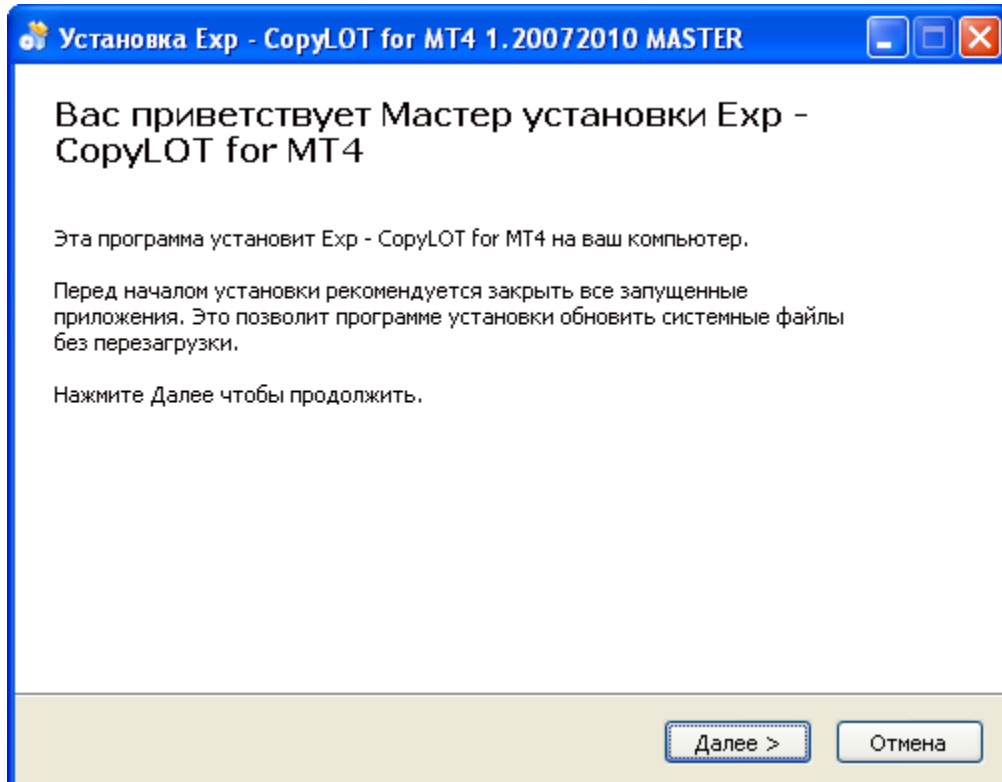 Установка Exp - CopyLOT for MT4 1.20072010 MASTER
Вас приветствует Мастер установки Exp -
CopyLOT for MT4
Эта программа установит Exp - CopyLOT for MT4 на ваш компьютер.
Перед началом установки рекомендуется закрыть все запущенные
приложения. Это позволит программе установки обновить системные файлы
без перезагрузки.
Нажмите Далее чтобы продолжить.
Далее >
Отмена